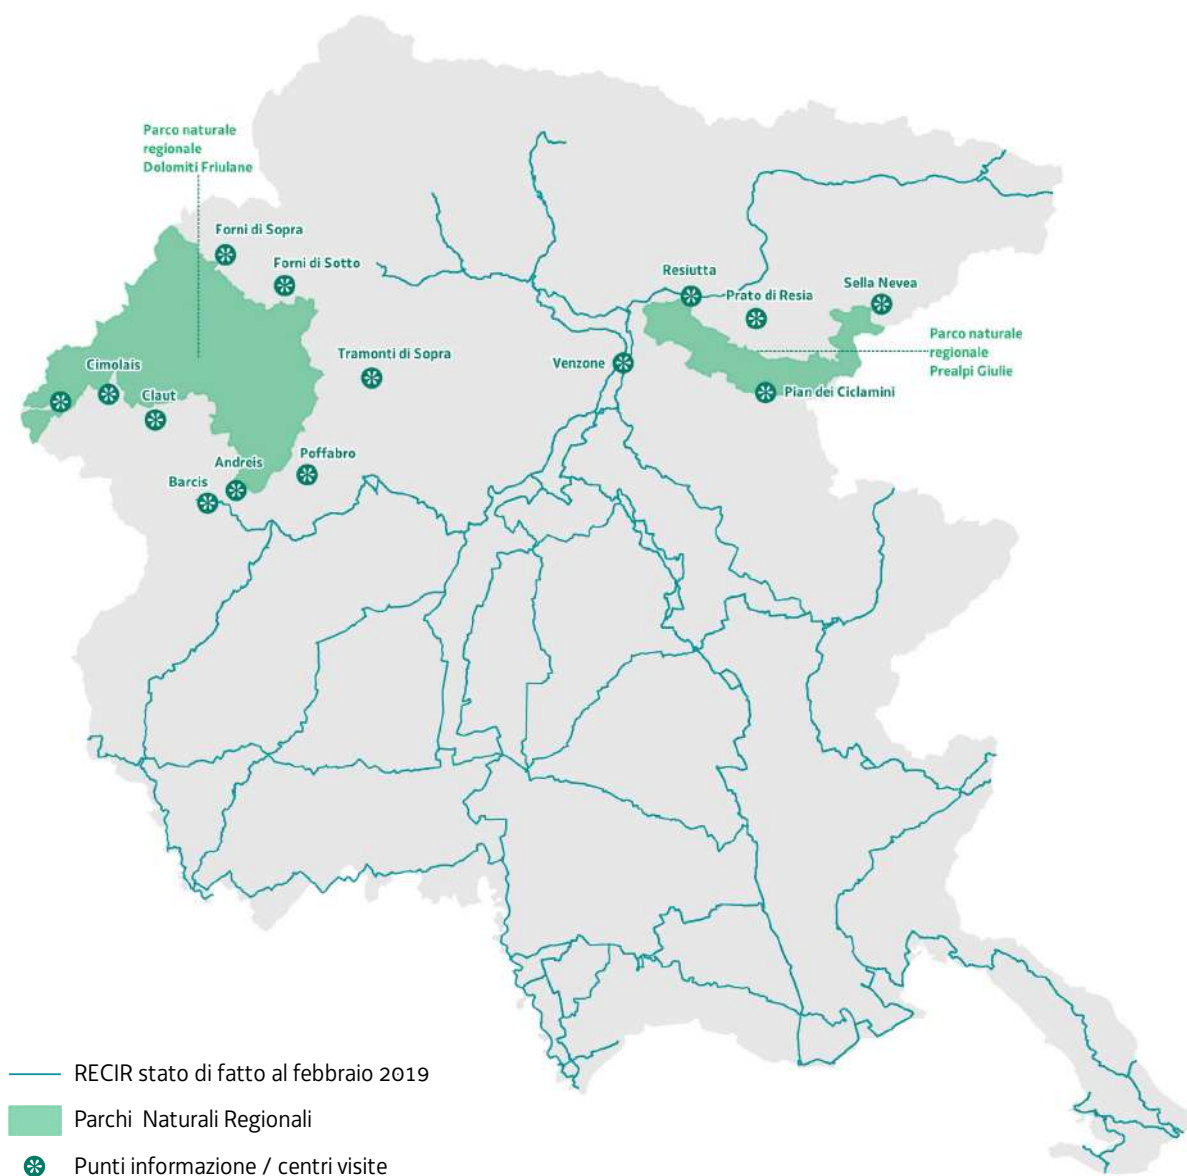 Parco naturale
regionale
Dolomiti Friulane
Forni di Sopra
Forni di Sotto
Resiutta
Prato di Resia
Sella Nevea
Parco naturale
regionale
Prealpi Giulie
Tramonti di Sopra
Venzone
Cimolais
Claut
Pian dei Ciclamini
Poffabro
Andreis
Barcis
RECIR stato di fatto al febbraio 2019
Parchi Naturali Regionali
Punti informazione / centri visite